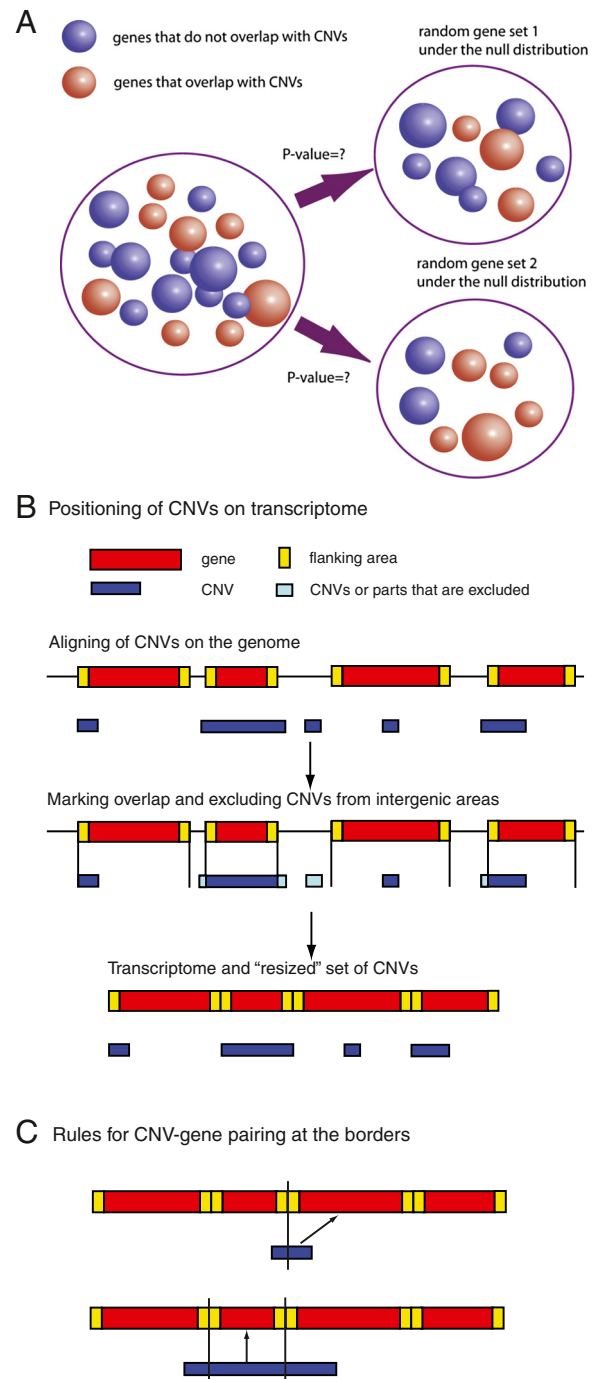 A
genes that do not overlap with CNVs
genes that overlap with CNVs
random gene set 1
under the null distribution
P-value=?
random gene set 2
under the null distribution
P-value=?
B Positioning of CNVs on transcriptome
gene
flanking area
CNV
CNVs or parts that are excluded
Aligning of CNVs on the genome
Marking overlap and excluding CNVs from intergenic areas
Transcriptome and “resized” set of CNVs
C Rules for CNV-gene pairing at the borders